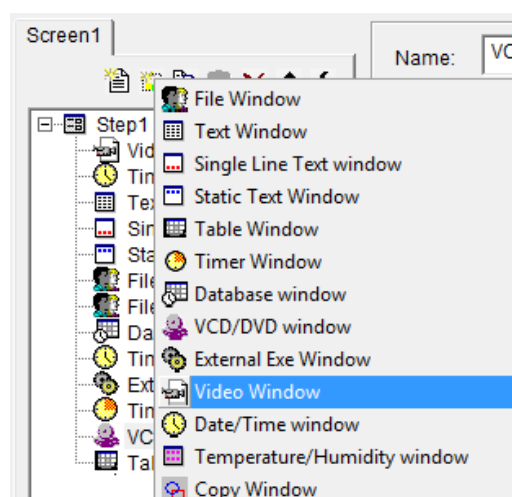 Screen1
Name: VC
Step1
Vid
Tin
Tex
Sin
Sta
File
File
Da
Tin
Ext
Tin
VC
Tal
File Window
Text Window
Single Line Text window
Static Text Window
Table Window
Timer Window
Database window
VCD/DVD window
External Exe Window
Video Window
Date/Time window
Temperature/Humidity window
Copy Window